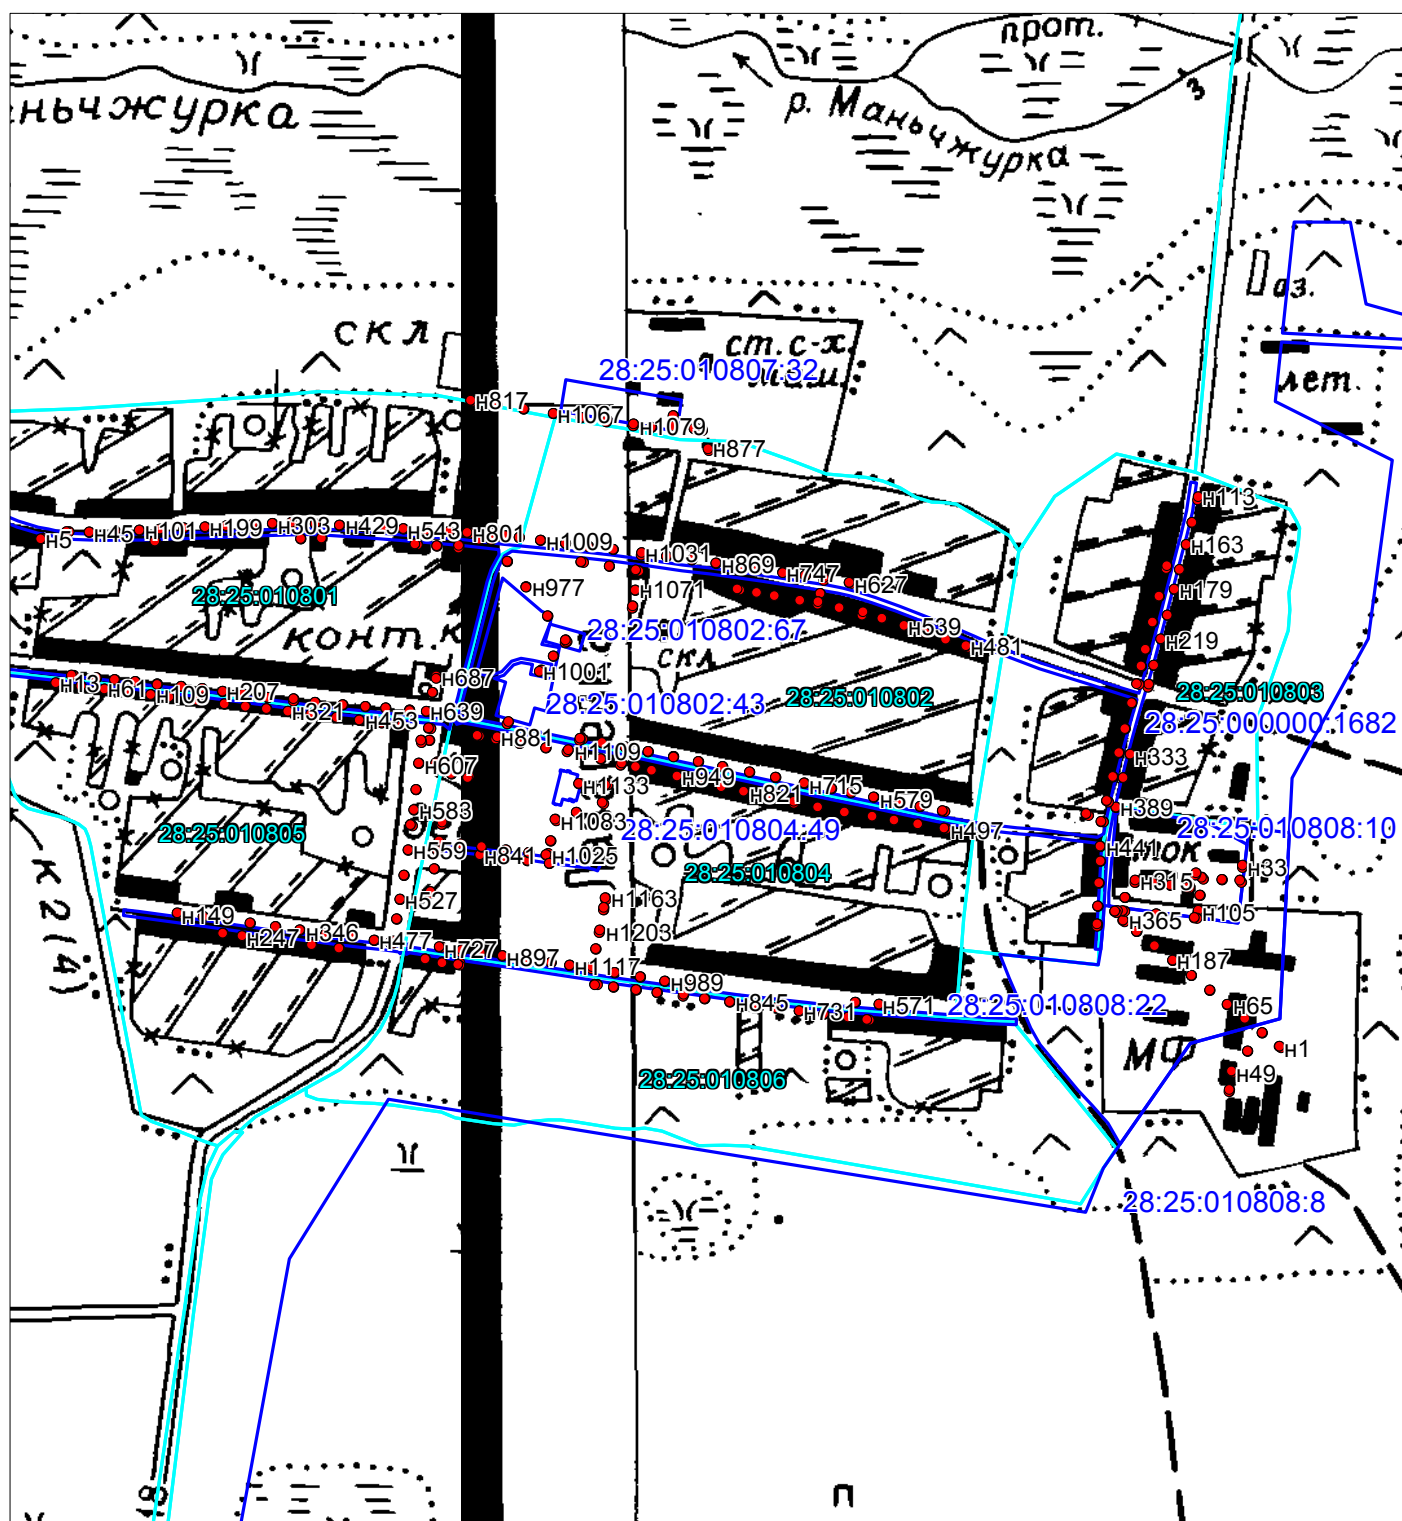 прот.
ньчжурка
р. Маньчжурка
3
аз.
скл
ст. с-х.
маш.
лет.
28:25:010807:32
н817
н1067
н1079
н877
н113
н5
н45
н101
н199
н303
н429
н543
н801
н1009
н1031
н869
н747
н627
н163
н977
н1071
н179
28:25:010801
н539
н219
конт.к
28:25:010802:67
н481
скл
н13
н61
н109
н207
н687
н1001
28:25:010802
28:25:010803
н321
н453
н639
28:25:010802:43
28:25:000000:1682
н881
н1109
н333
н607
н949
н715
н1133
н821
н579
н389
н583
н1083
28:25:010805
28:25:010804:49
н497
28:25:010808:10
н559
н841
н1025
н441
ток
н33
28:25:010804
н315
к 2(4)
н527
н1163
н149
н365
н105
н247
н346
н477
н1203
н727
н897
н187
н1117
н989
н845
н731
н571
28:25:010808:22
н65
МФ
н1
28:25:010806
н49
28:25:010808:8
8
п